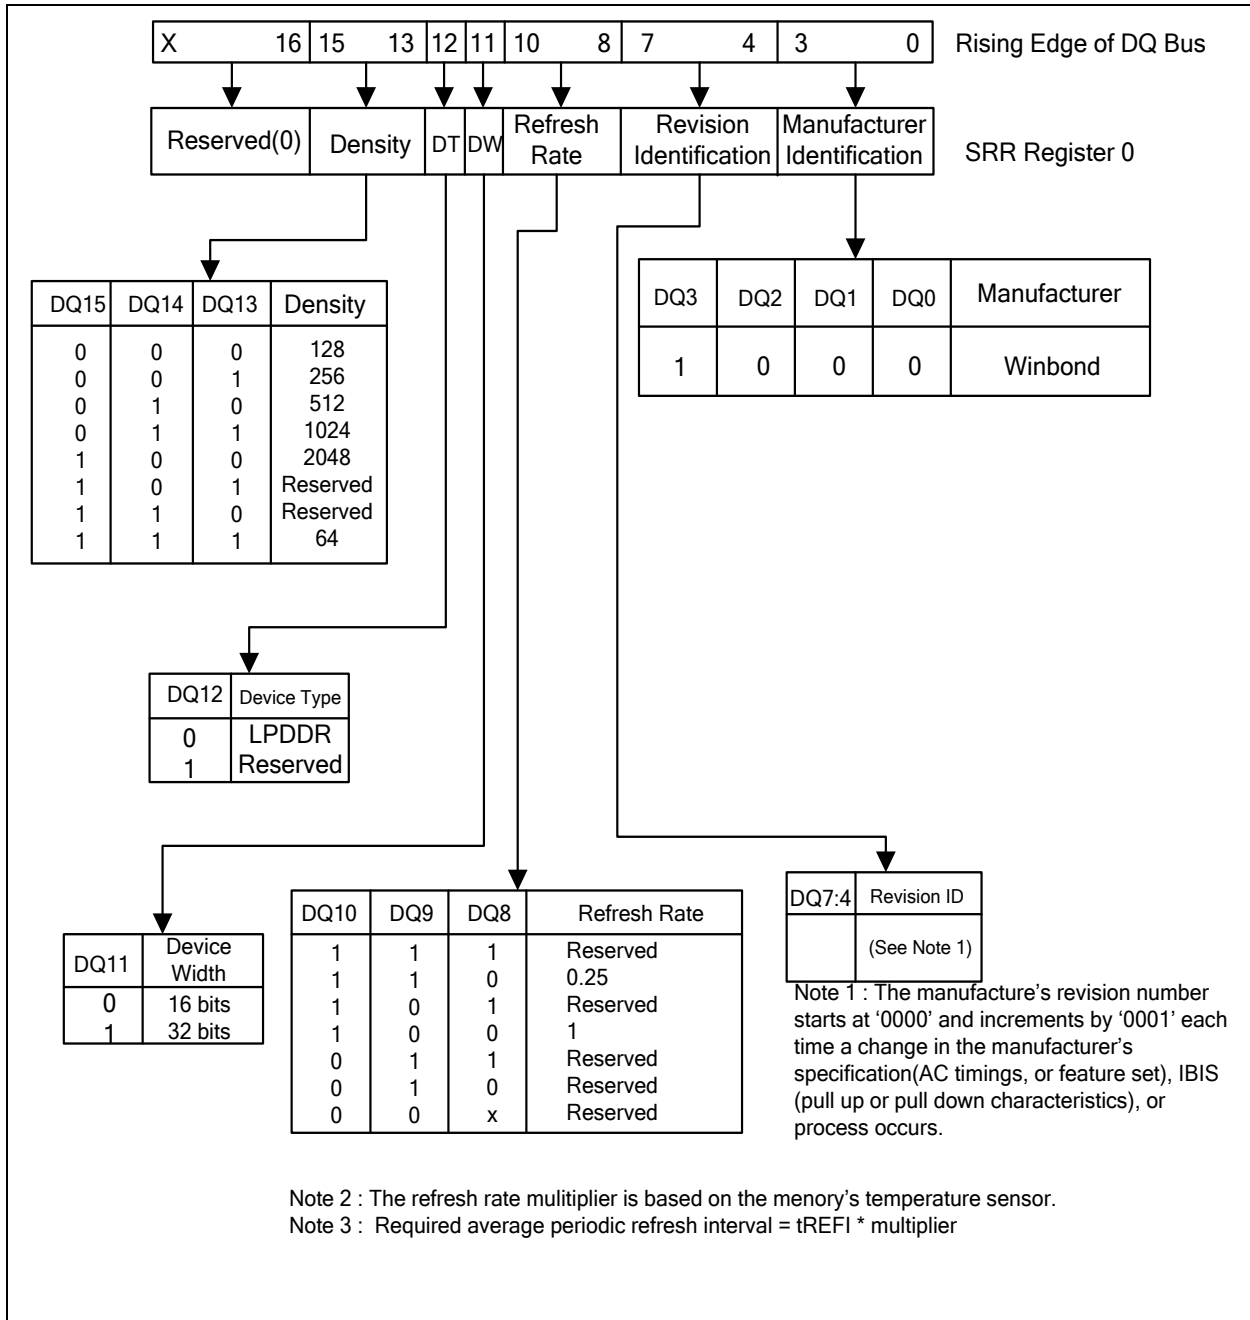 X 16 15 13 12 11 10 8 7 4 3 0 Rising Edge of DQ Bus
Reserved(0) Density DT DW Refresh Rate Revision Identification Manufacturer Identification SRR Register 0
DQ15 DQ14 DQ13 Density
0 0 0 128
0 0 1 256
0 1 0 512
0 1 1 1024
1 0 0 2048
1 0 1 Reserved
1 1 0 Reserved
1 1 1 64
DQ3 DQ2 DQ1 DQ0 Manufacturer
1 0 0 0 Winbond
DQ12 Device Type
0 LPDDR
1 Reserved
DQ11 Device Width
0 16 bits
1 32 bits
DQ10 DQ9 DQ8 Refresh Rate
1 1 1 Reserved
1 1 0 0.25
1 0 1 Reserved
1 0 0 1
0 1 1 Reserved
0 1 0 Reserved
0 0 x Reserved
DQ7:4 Revision ID
(See Note 1)
Note 1 : The manufacture's revision number
starts at ‘0000’ and increments by ‘0001’ each
time a change in the manufacturer's
specification(AC timings, or feature set), IBIS
(pull up or pull down characteristics), or
process occurs.
Note 2 : The refresh rate mulitiplier is based on the menory's temperature sensor.
Note 3 : Required average periodic refresh interval = tREFI * multiplier